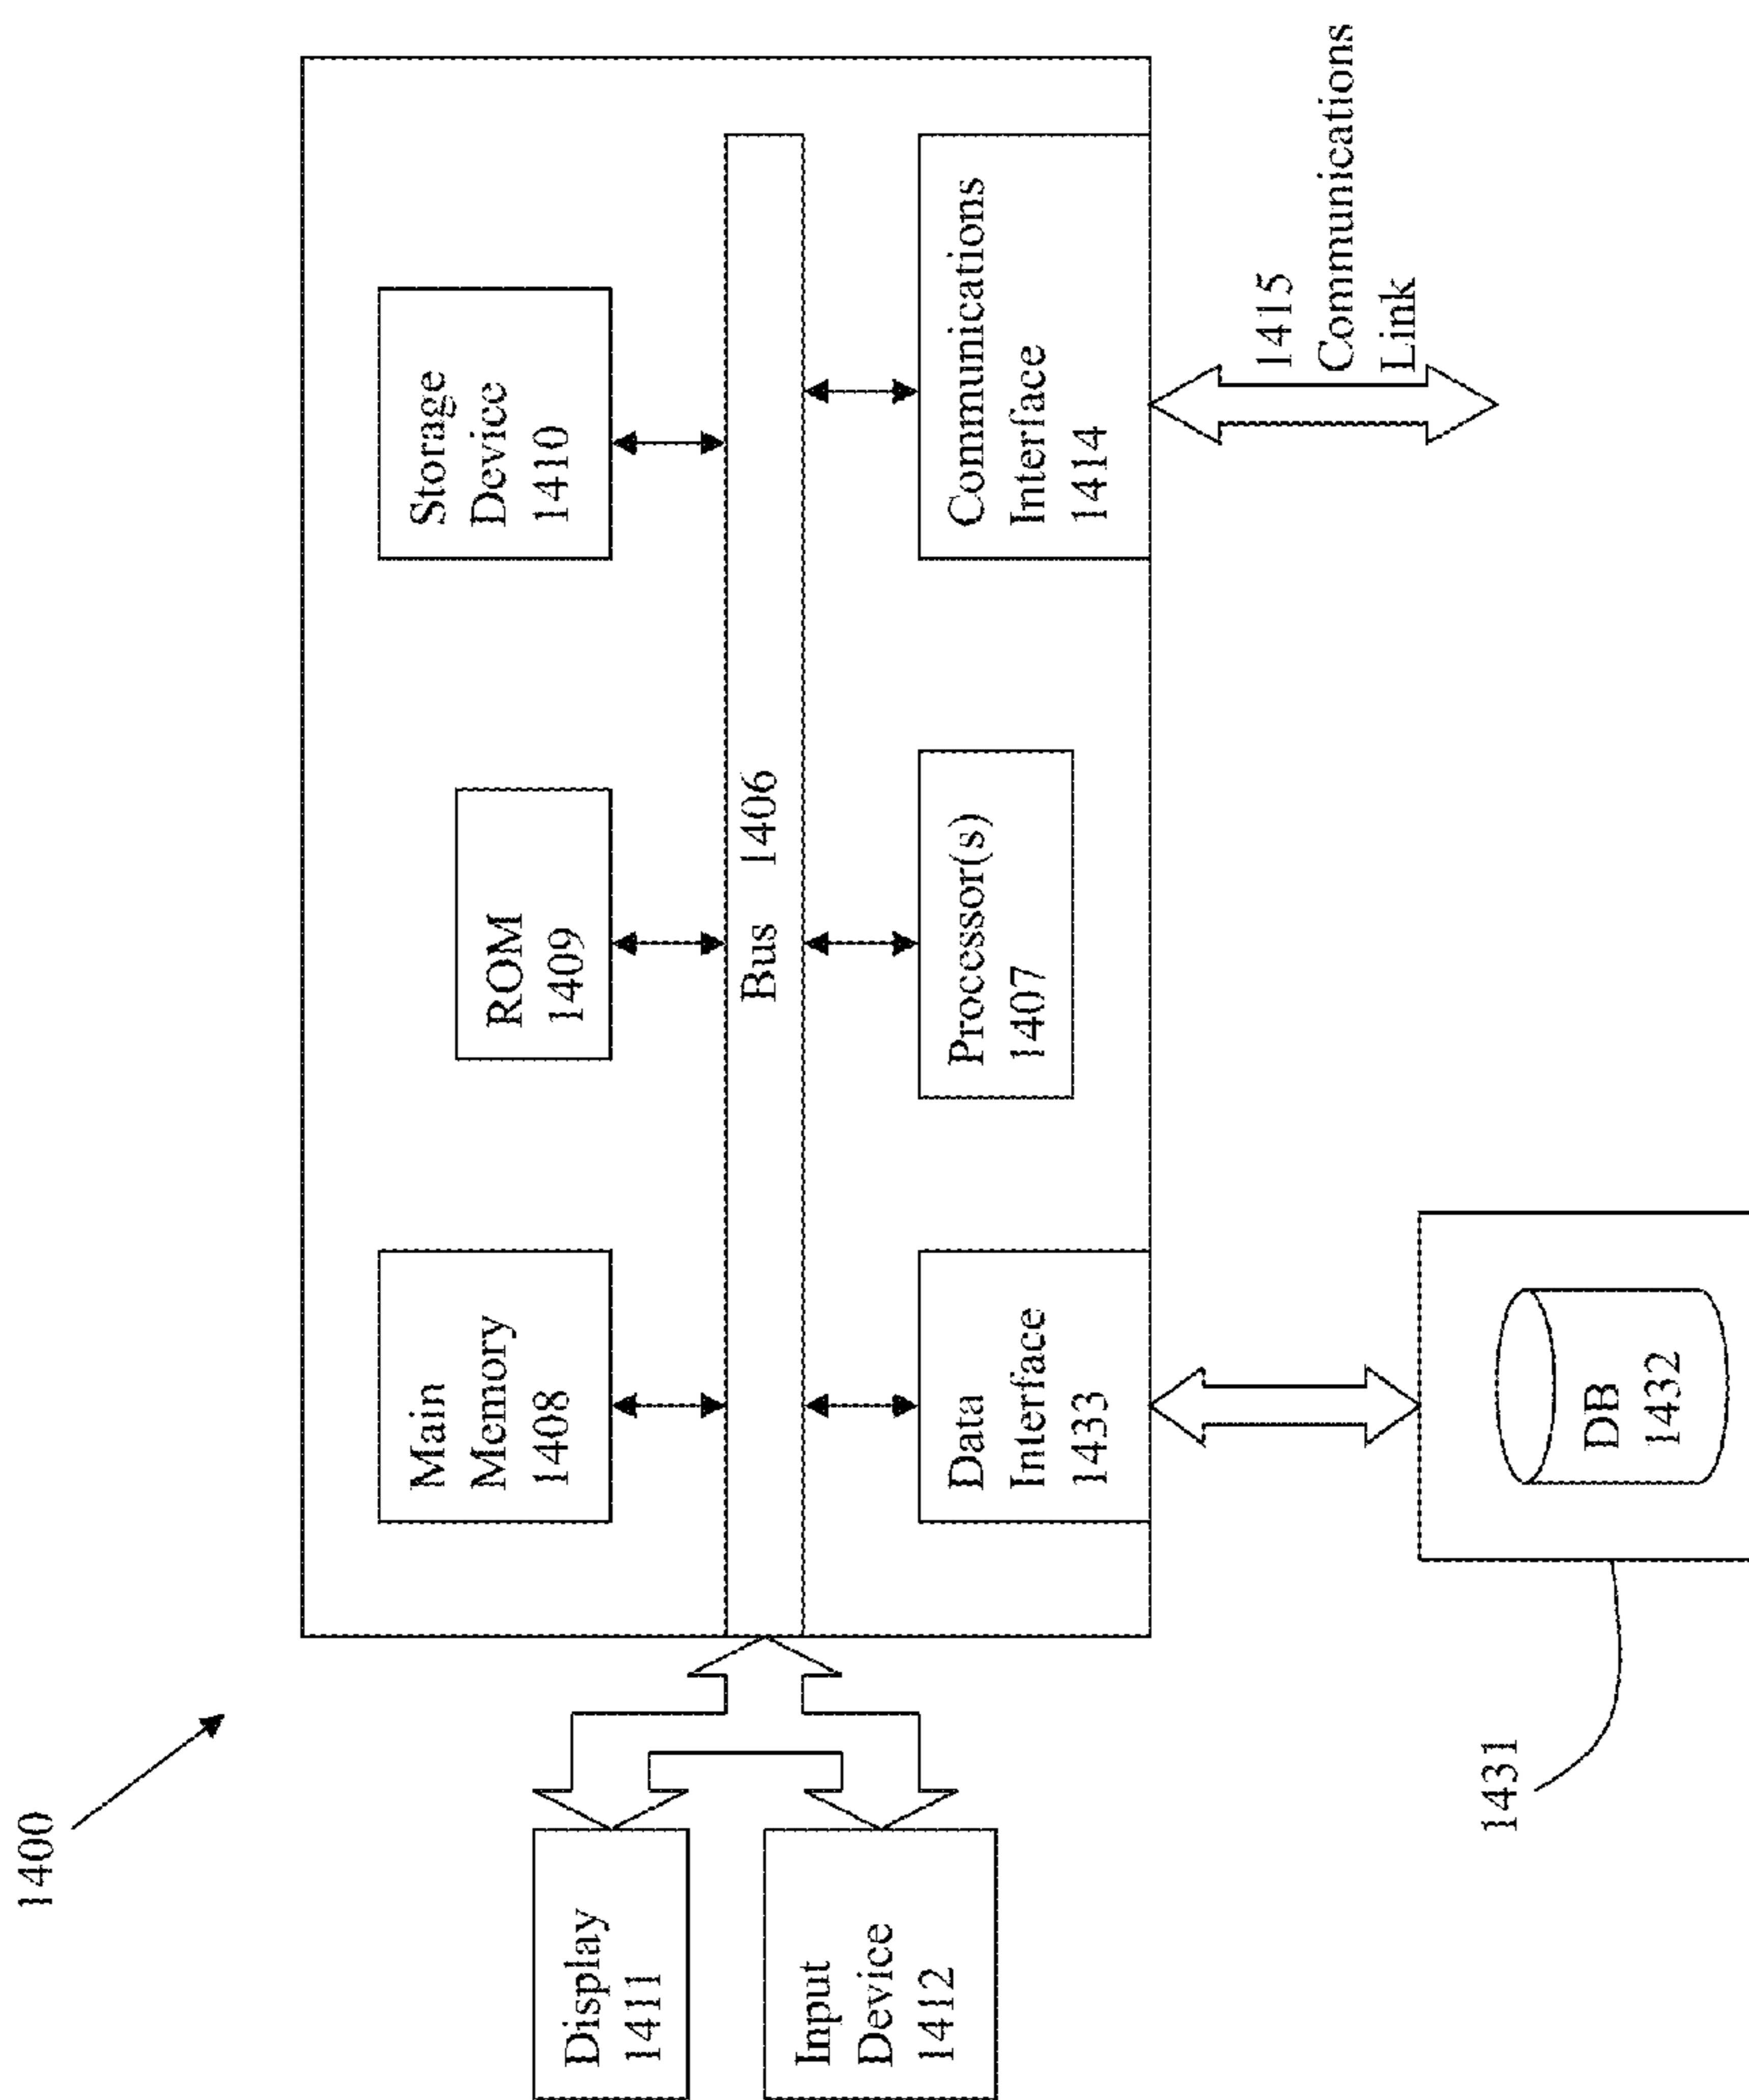 1400
Main
Memory
1408
ROM
1409
Storage
Device
1410
Display
1411
Bus 1406
Input
Device
1412
Data
Interface
1433
Processor(s)
1407
Communications
Interface
1414
1415
Communications
Link
1431
DB
1432